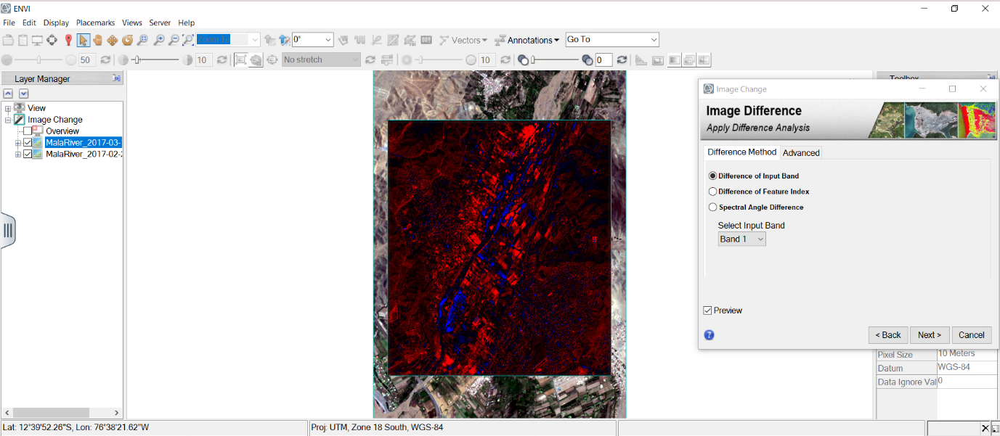 ENVI
File Edit Display Placemarks Views Server Help
Zoom To 0° Vectors Annotations Go To
50 10 No stretch 10 0
Layer Manager
View
Image Change
Overview
MalaRiver_2017-03-
MalaRiver_2017-02-2
Toolbox
Image Change
Image Difference
Apply Difference Analysis
Difference Method Advanced
Difference of Input Band
Difference of Feature Index
Spectral Angle Difference
Select Input Band
Band 1
Preview
< Back Next > Cancel
Pixel Size 10 Meters
Datum WGS-84
Data Ignore Val 0
Lat: 12°39'52.26"S, Lon: 76°38'21.62"W Proj: UTM, Zone 18 South, WGS-84